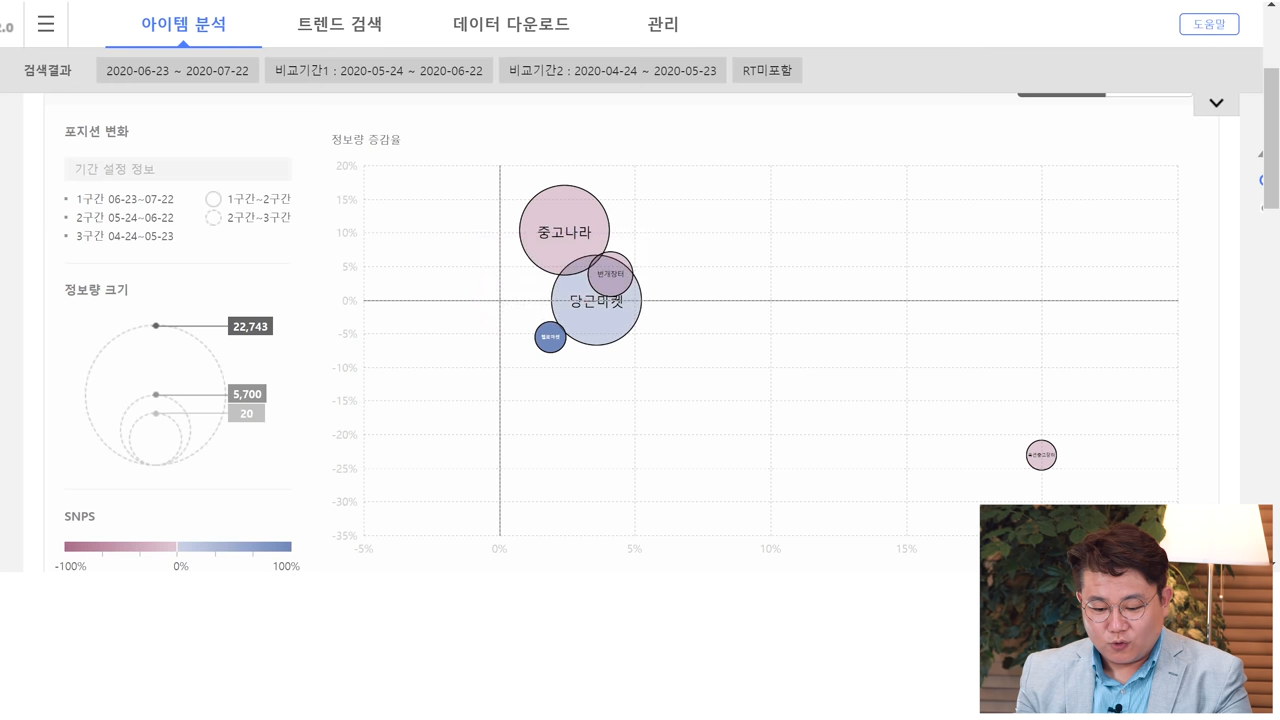 .0
아이템 분석
트렌드 검색
데이터 다운로드
관리
도움말
검색결과
2020-06-23 ~ 2020-07-22
비교기간1 : 2020-05-24 ~ 2020-06-22
비교기간2 : 2020-04-24 ~ 2020-05-23
RT미포함
포지션 변화
기간 설정 정보
1구간 06-23~07-22
1구간~2구간
2구간 05-24~06-22
2구간~3구간
3구간 04-24~05-23
정보량 크기
22,743
5,700
20
SNPS
-100%
0%
100%
정보량 증감율
20%
15%
10%
5%
0%
-5%
-10%
-15%
-20%
-25%
-30%
-35%
-5%
0%
5%
10%
15%
중고나라
번개장터
당근마켓